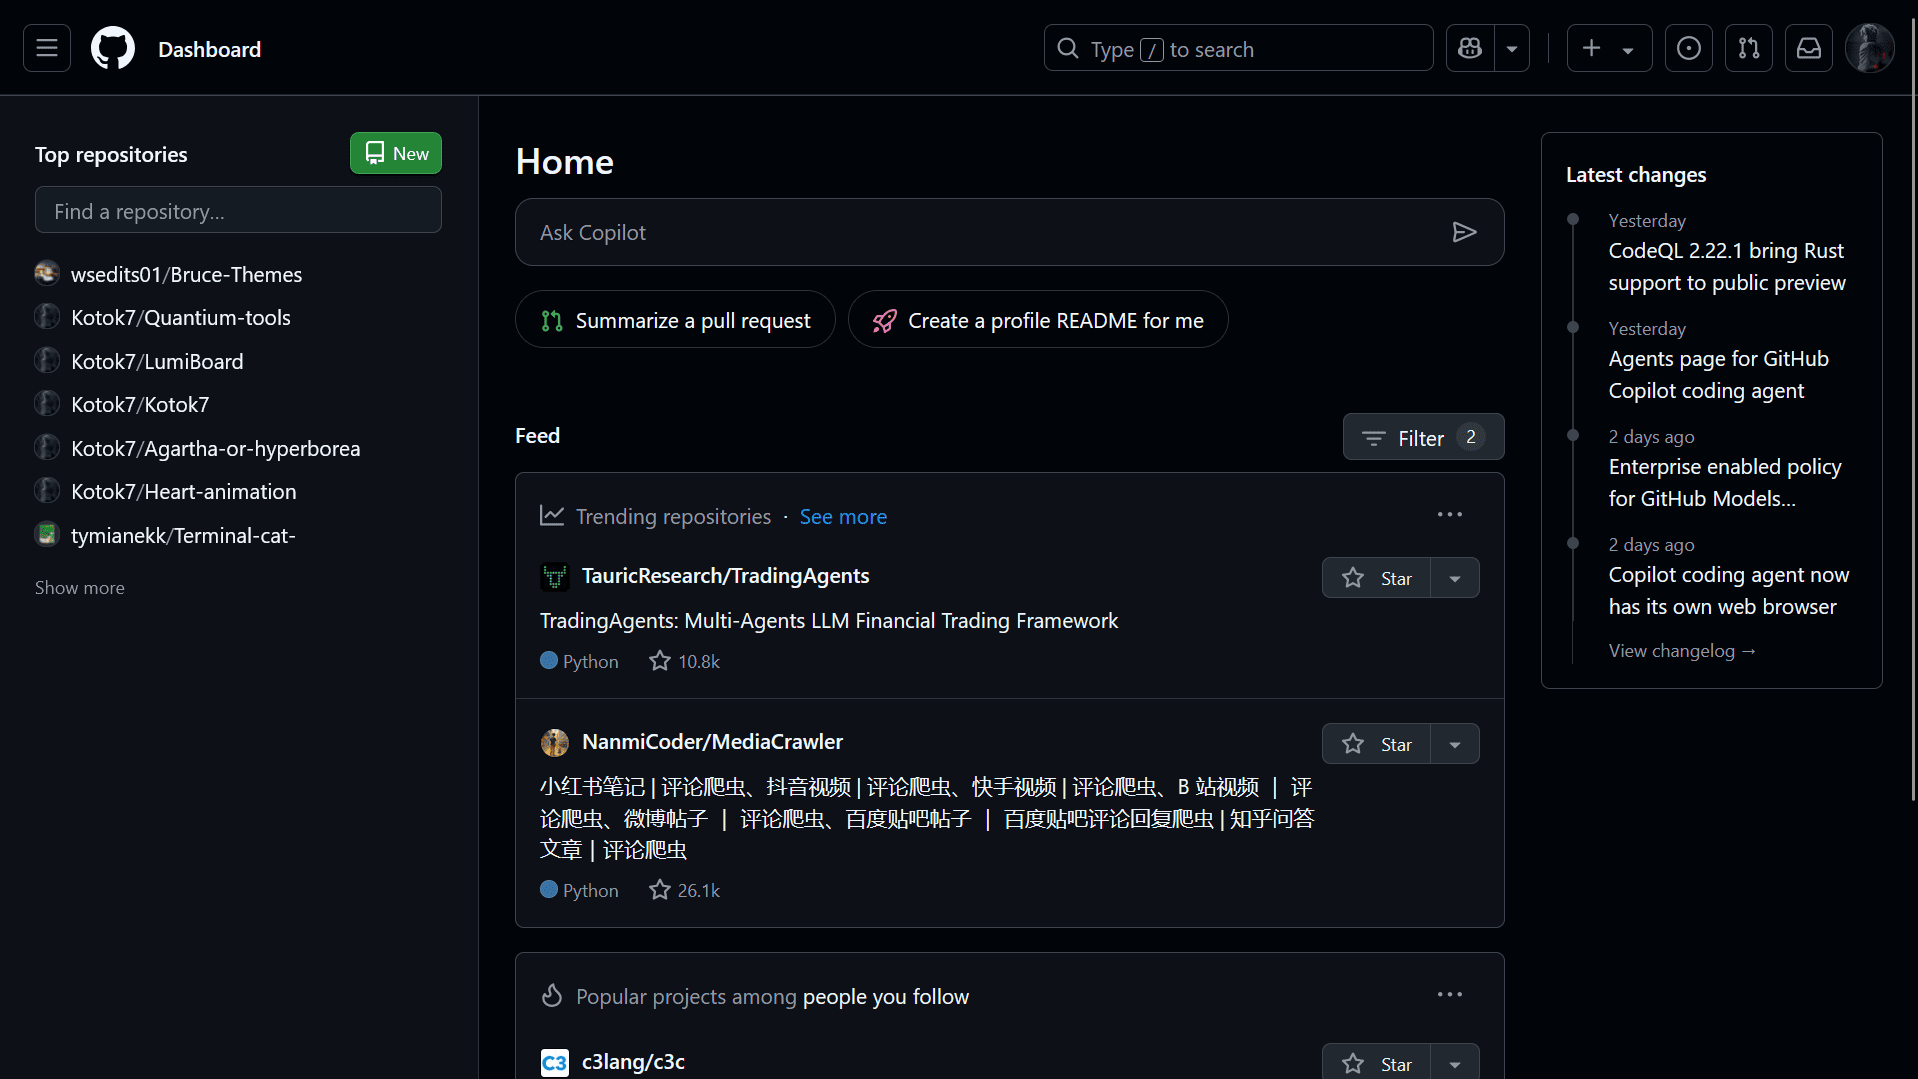 Dashboard
Type / to search
Top repositories
New
Find a repository...
wsedits01/Bruce-Themes
Kotok7/Quantium-tools
Kotok7/LumiBoard
Kotok7/Kotok7
Kotok7/Agartha-or-hyperborea
Kotok7/Heart-animation
tymianekk/Terminal-cat-
Show more
Home
Ask Copilot
Summarize a pull request
Create a profile README for me
Feed
Filter 2
Trending repositories · See more
TauricResearch/TradingAgents
Star
TradingAgents: Multi-Agents LLM Financial Trading Framework
Python 10.8k
NanmiCoder/MediaCrawler
Star
小红书笔记 | 评论爬虫、抖音视频 | 评论爬虫、快手视频 | 评论爬虫、B 站视频 ｜ 评
论爬虫、微博帖子 ｜ 评论爬虫、百度贴吧帖子 ｜ 百度贴吧评论回复爬虫 | 知乎问答
文章｜评论爬虫
Python 26.1k
Popular projects among people you follow
C3
c3lang/c3c
Star
Latest changes
Yesterday
CodeQL 2.22.1 bring Rust
support to public preview
Yesterday
Agents page for GitHub
Copilot coding agent
2 days ago
Enterprise enabled policy
for GitHub Models...
2 days ago
Copilot coding agent now
has its own web browser
View changelog →